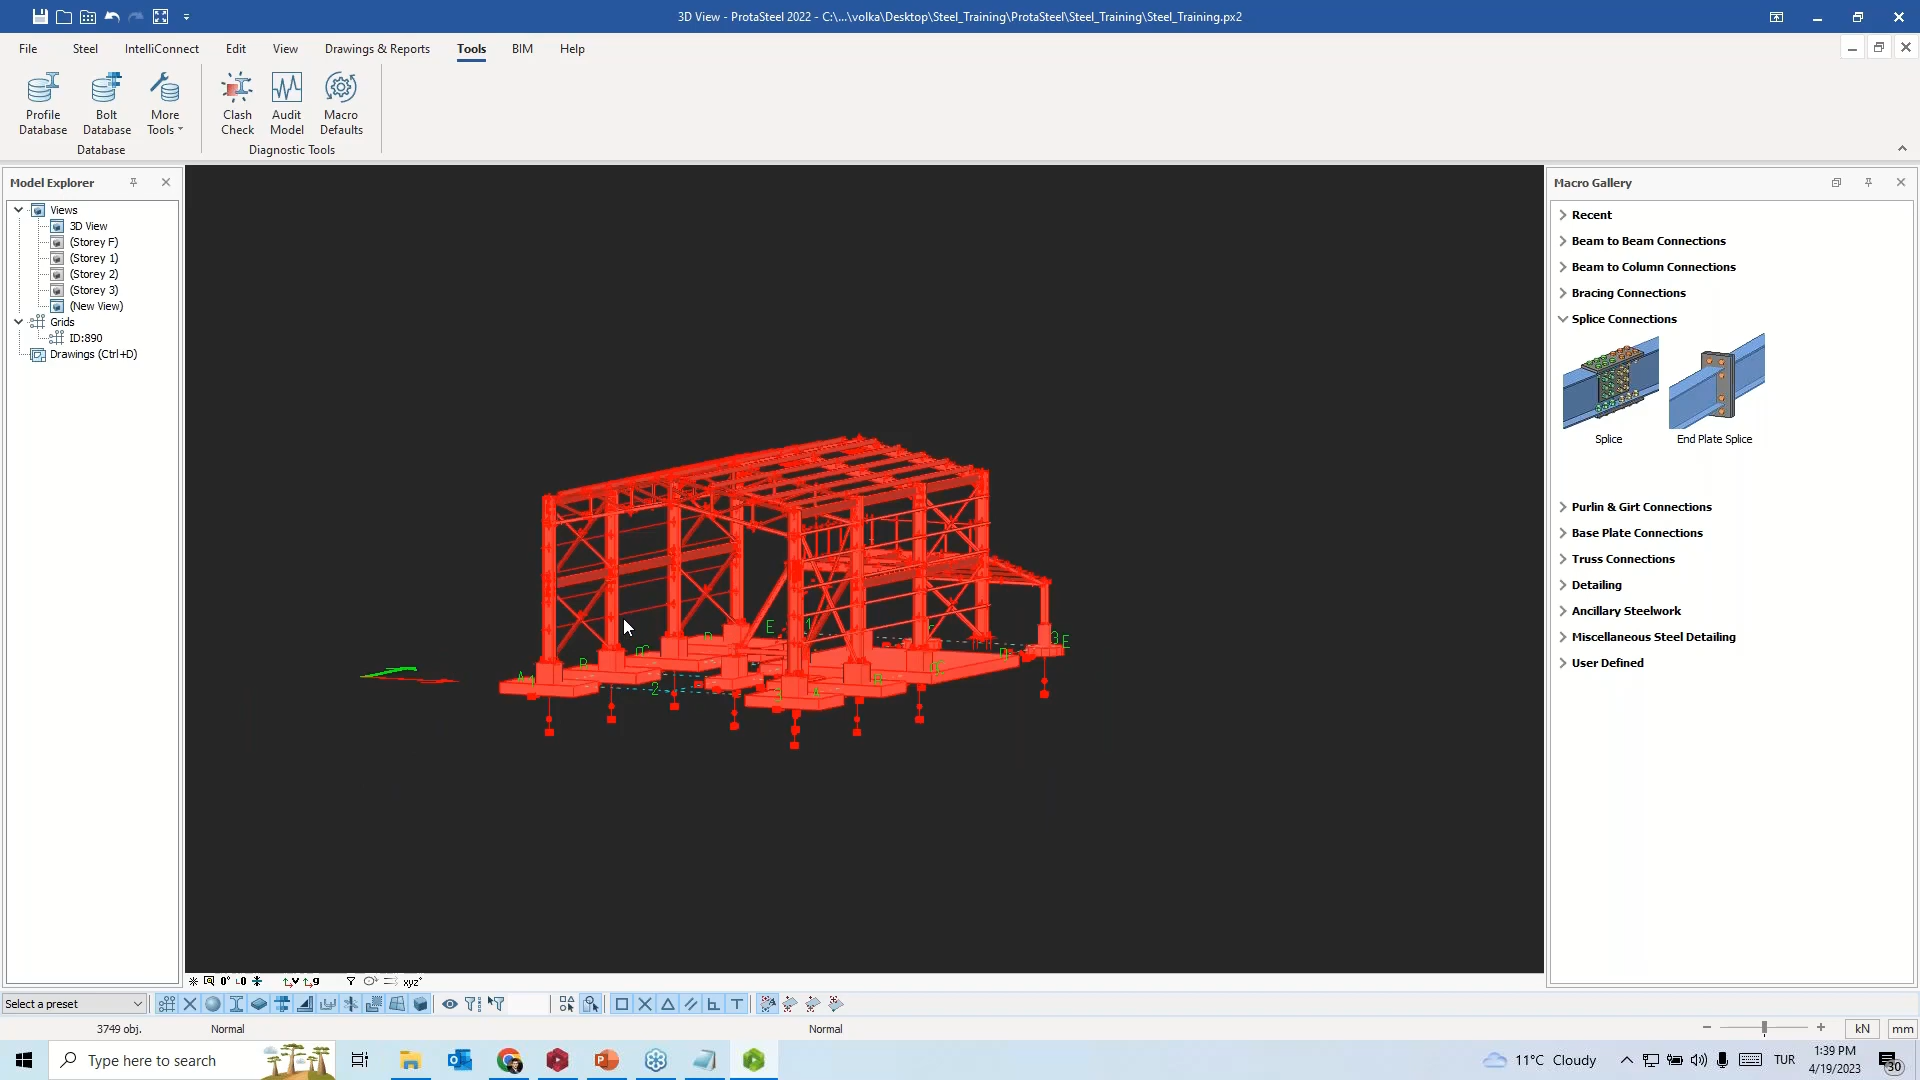 3D View - ProtaSteel 2022 - C:\...\volka\Desktop\Steel_Training\ProtaSteel\Steel_Training\Steel_Training.px2
File Steel IntelliConnect Edit View Drawings & Reports Tools BIM Help
Profile Database
Bolt Database
More Tools
Clash Check
Audit Model
Macro Defaults
Database
Diagnostic Tools
Model Explorer
Views
3D View
(Storey F)
(Storey 1)
(Storey 2)
(Storey 3)
(New View)
Grids
ID:890
Drawings (Ctrl+D)
Macro Gallery
Recent
Beam to Beam Connections
Beam to Column Connections
Bracing Connections
Splice Connections
Splice
End Plate Splice
Purlin & Girt Connections
Base Plate Connections
Truss Connections
Detailing
Ancillary Steelwork
Miscellaneous Steel Detailing
User Defined
E
3E
A
B
2
A
B
xyz
Select a preset
3749 obj.
Normal
Normal
kN
mm
Type here to search
11°C Cloudy
TUR
1:39 PM
4/19/2023
30